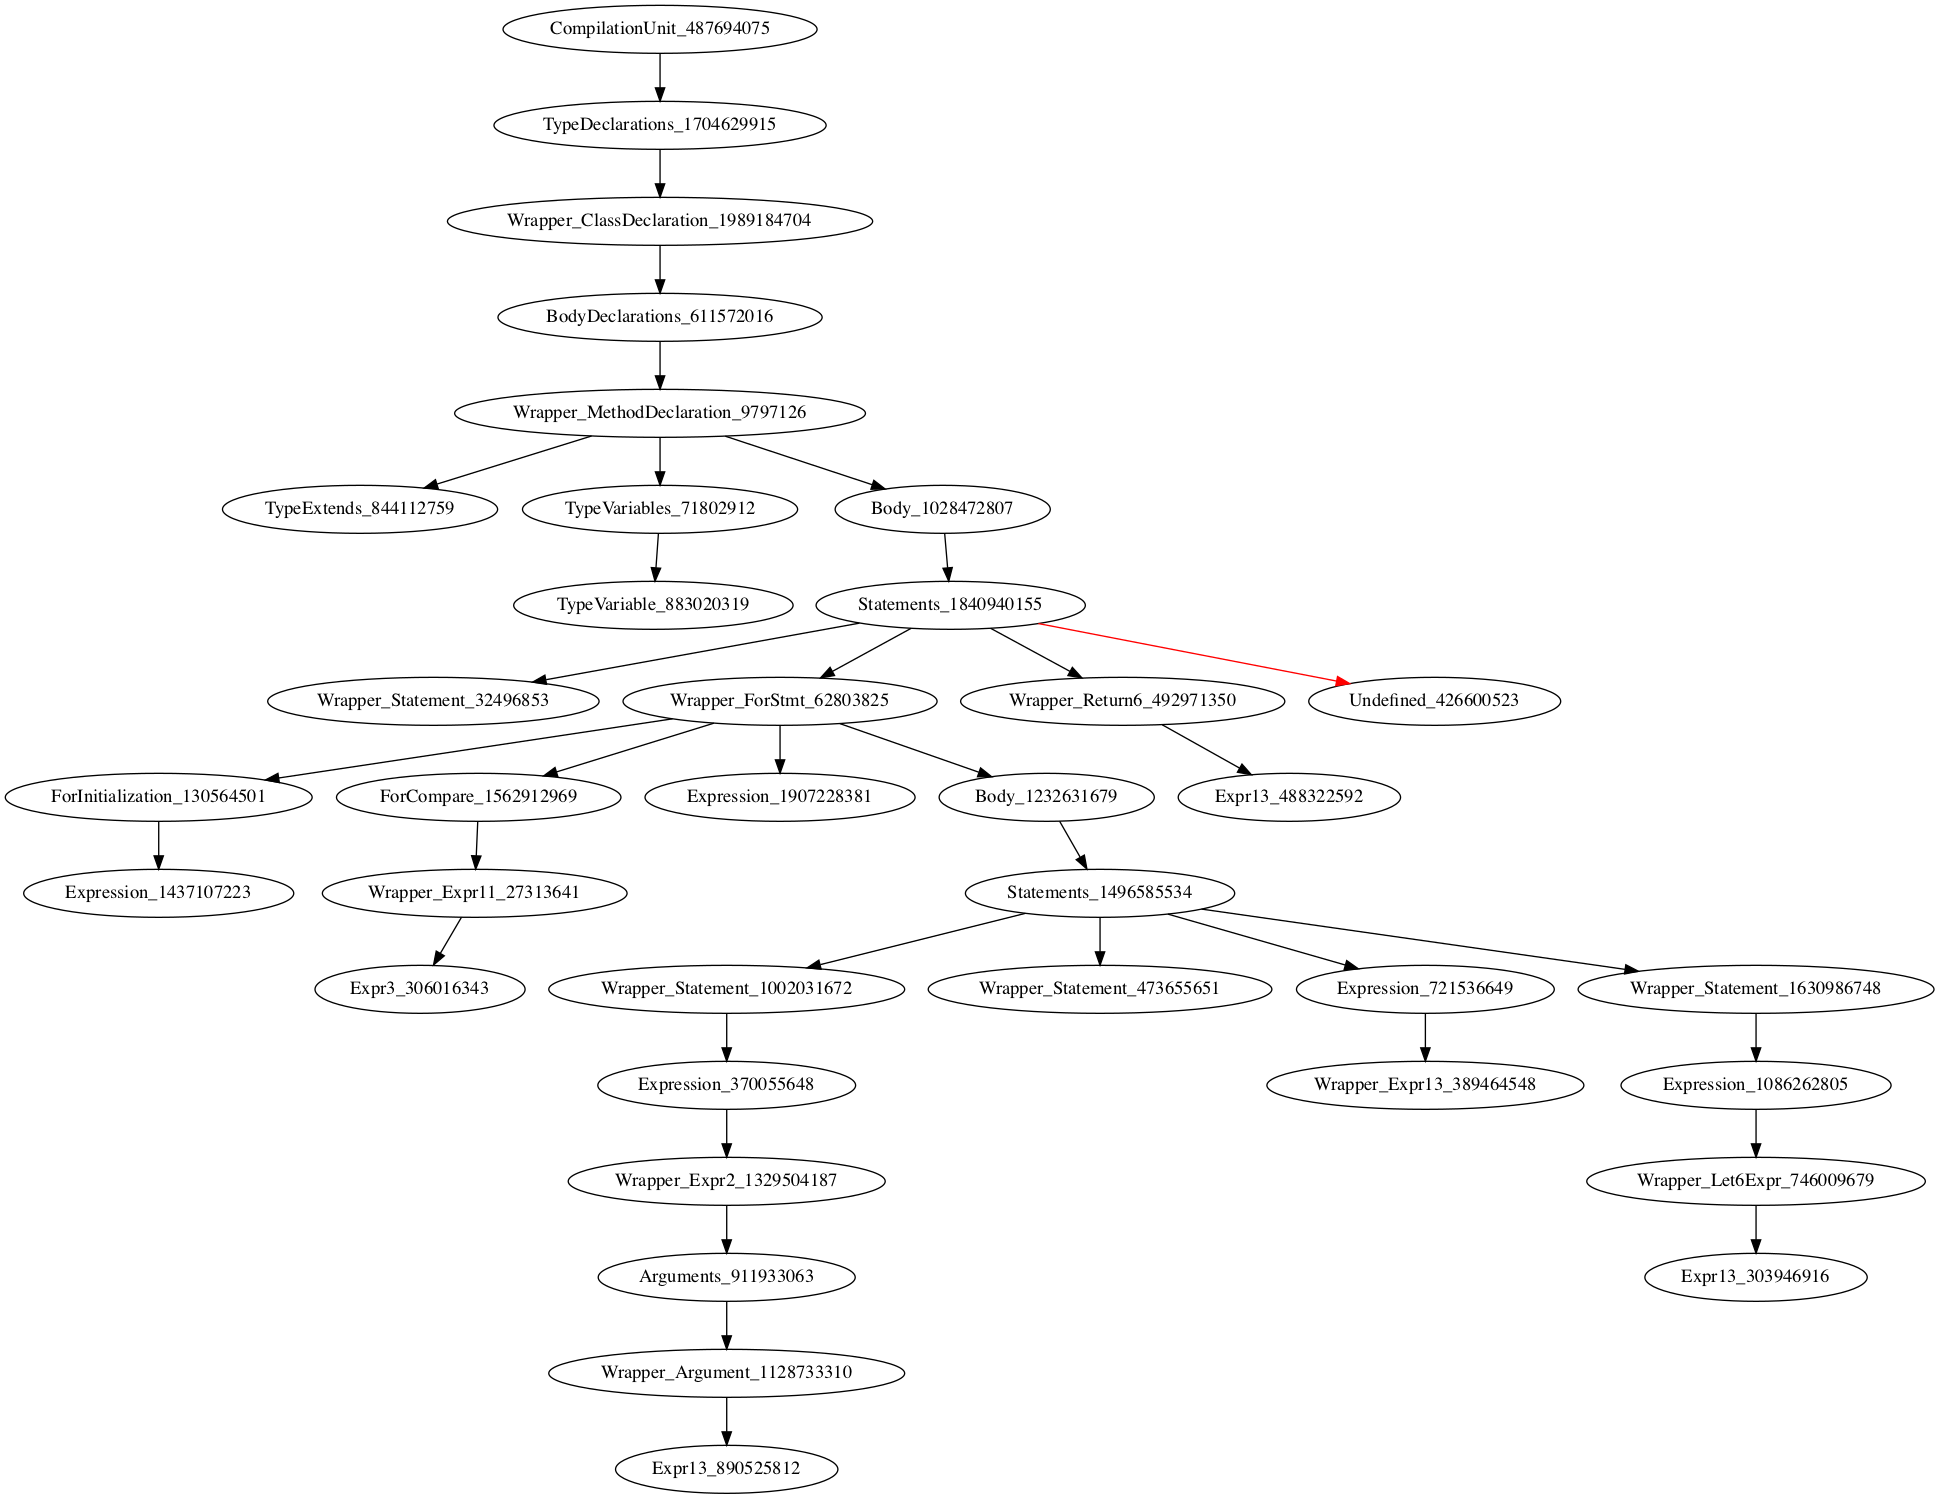 CompilationUnit_487694075
TypeDeclarations_1704629915
Wrapper_ClassDeclaration_1989184704
BodyDeclarations_611572016
Wrapper_MethodDeclaration_9797126
TypeExtends_844112759
TypeVariables_71802912
Body_1028472807
TypeVariable_883020319
Statements_1840940155
Wrapper_Statement_32496853
Wrapper_ForStmt_62803825
Wrapper_Return6_492971350
Undefined_426600523
ForInitialization_130564501
ForCompare_1562912969
Expression_1907228381
Body_1232631679
Expr13_488322592
Expression_1437107223
Wrapper_Expr11_27313641
Statements_1496585534
Expr3_306016343
Wrapper_Statement_1002031672
Wrapper_Statement_473655651
Expression_721536649
Wrapper_Statement_1630986748
Expression_370055648
Wrapper_Expr13_389464548
Expression_1086262805
Wrapper_Expr2_1329504187
Wrapper_Let6Expr_746009679
Arguments_911933063
Expr13_303946916
Wrapper_Argument_1128733310
Expr13_890525812